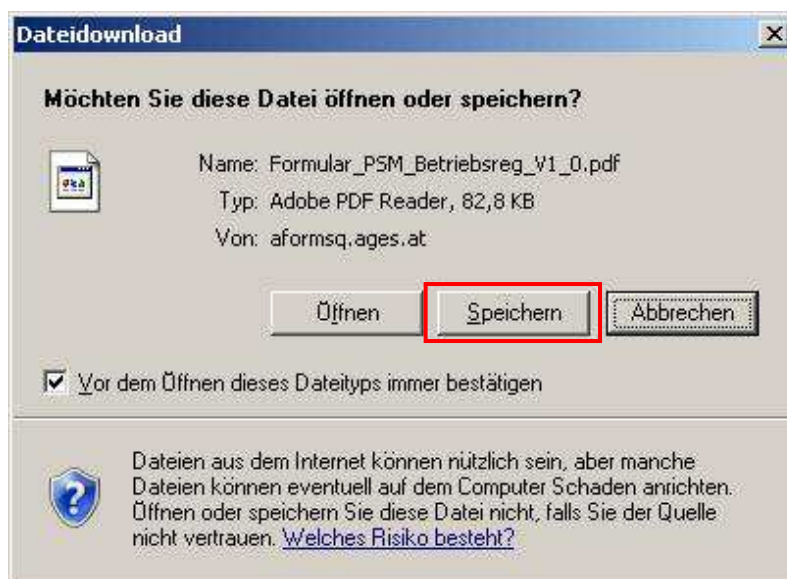 Dateidownload
Möchten Sie diese Datei öffnen oder speichern?
Name: Formular_PSM_Betriebsreg_V1_0.pdf
Typ: Adobe PDF Reader, 82,8 KB
Von: aformsq.ages.at
Öffnen Speichern Abbrechen
Vor dem Öffnen dieses Dateityps immer bestätigen
Dateien aus dem Internet können nützlich sein, aber manche
Dateien können eventuell auf dem Computer Schaden anrichten.
Öffnen oder speichern Sie diese Datei nicht, falls Sie der Quelle
nicht vertrauen. Welches Risiko besteht?